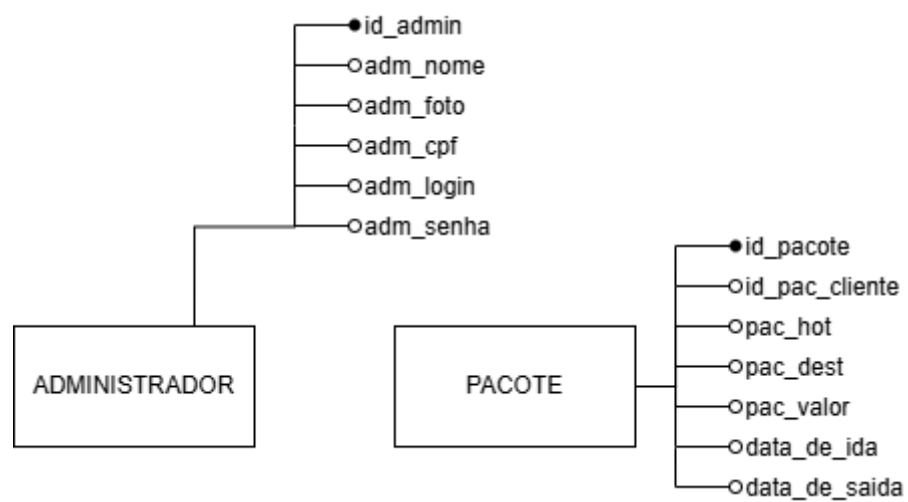 id_admin
adm_nome
adm_foto
adm_cpf
adm_login
adm_senha
ADMINISTRADOR
PACOTE
id_pacote
id_pac_cliente
pac_hot
pac_dest
pac_valor
data_de_ida
data_de_saida